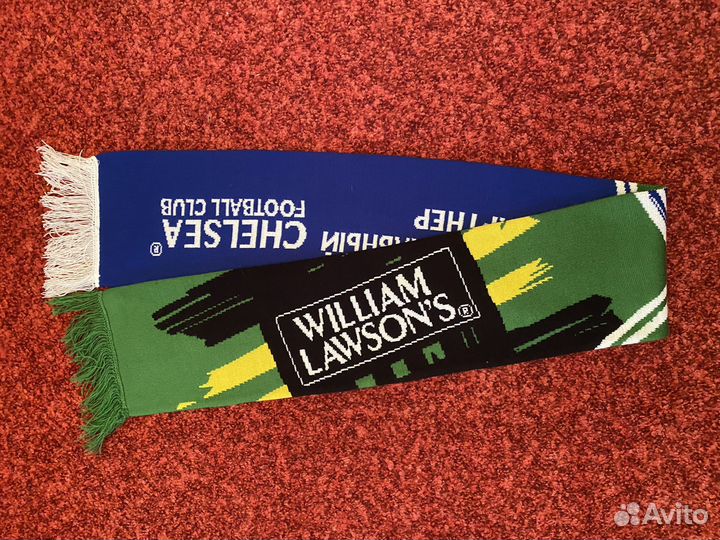 CHELSEA®
FOOTBALL CLUB
WILLIAM
LAWSON'S®
Avito